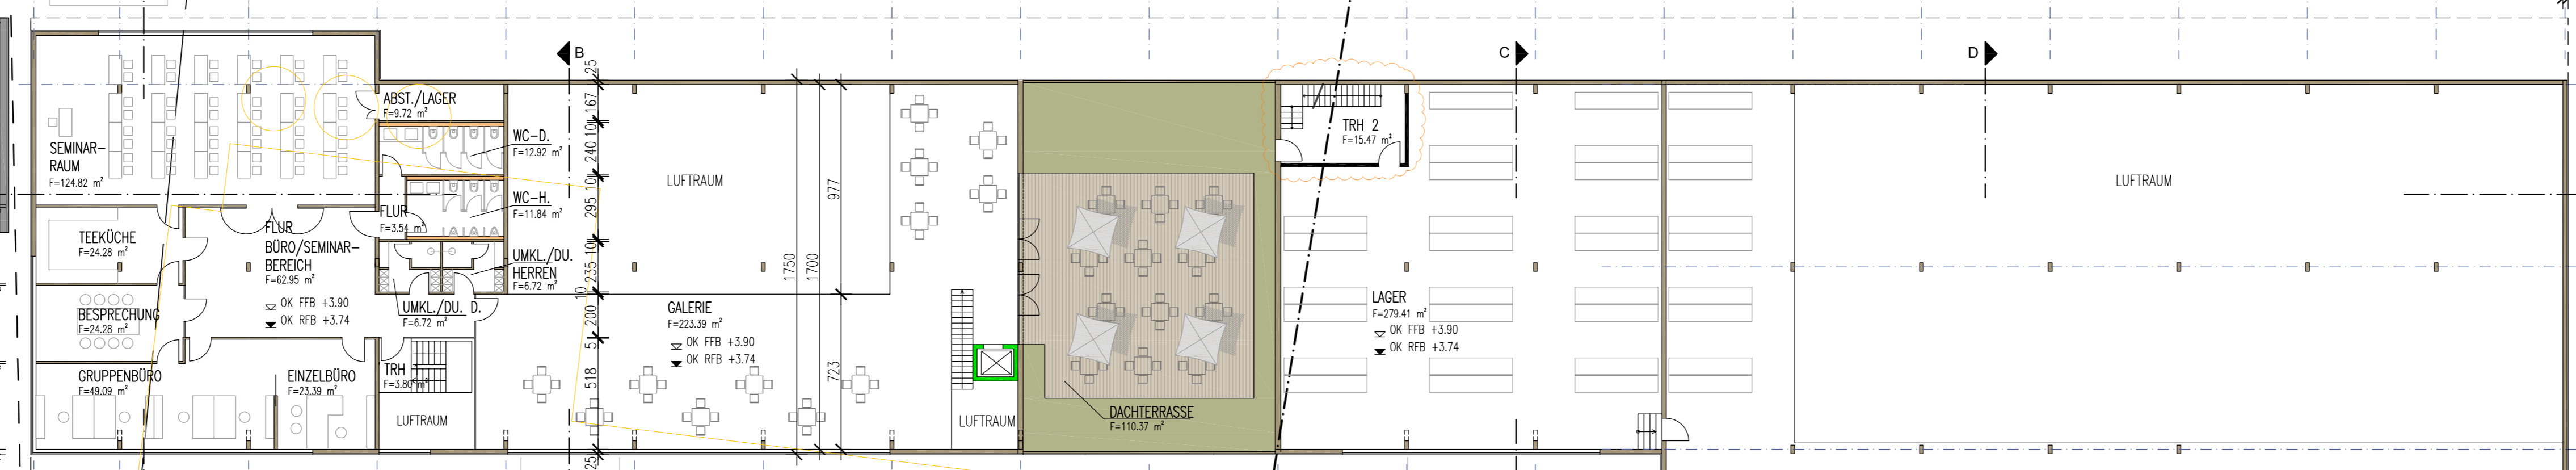 B
C
D
SEMINAR-
RAUM
F=124.82 m²
ABST./LAGER
F=9.72 m²
WC-D.
F=12.92 m²
WC-H.
F=11.84 m²
FLUR
F=3.54 m²
TEEKÜCHE
F=24.28 m²
FLUR
BÜRO/SEMINAR-
BEREICH
F=62.95 m²
OK FFB +3.90
OK RFB +3.74
UMKL./DU.
HERREN
F=6.72 m²
UMKL./DU. D.
F=6.72 m²
BESPRECHUNG
F=24.28 m²
GRUPPENBÜRO
F=49.09 m²
EINZELBÜRO
F=23.39 m²
TRH
F=3.80 m²
LUFTRAUM
25
167
10
240
10
295
10
235
10
200
5
518
25
1750
1700
977
723
LUFTRAUM
GALERIE
F=223.39 m²
OK FFB +3.90
OK RFB +3.74
LUFTRAUM
DACHTERRASSE
F=110.37 m²
TRH 2
F=15.47 m²
LAGER
F=279.41 m²
OK FFB +3.90
OK RFB +3.74
LUFTRAUM